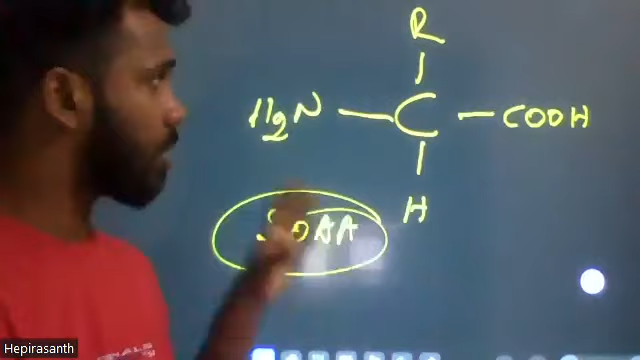 R
H₂N — C — COOH
H
AA
Hepirasanth